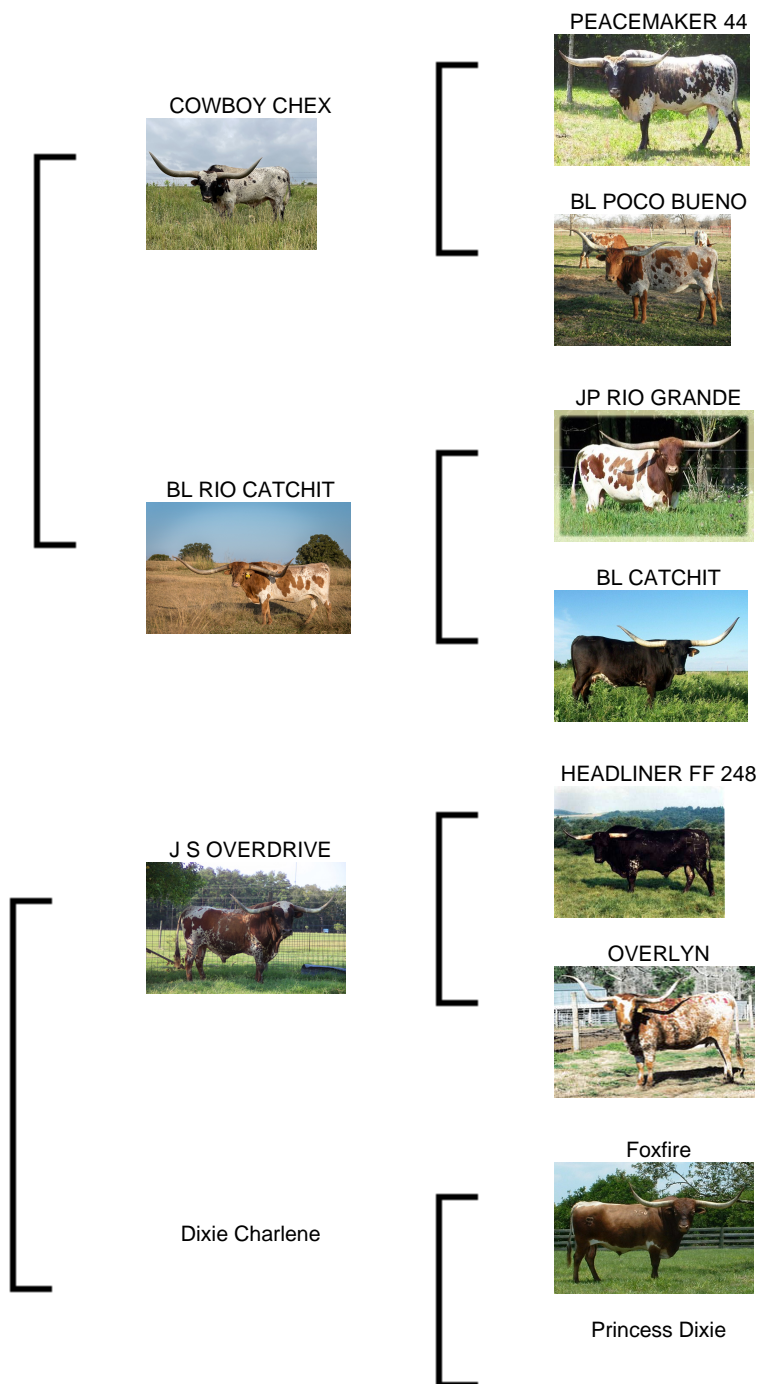 PEACEMAKER 44
COWBOY CHEX
BL POCO BUENO
JP RIO GRANDE
BL RIO CATCHIT
BL CATCHIT
HEADLINER FF 248
J S OVERDRIVE
OVERLYN
Foxfire
Dixie Charlene
Princess Dixie